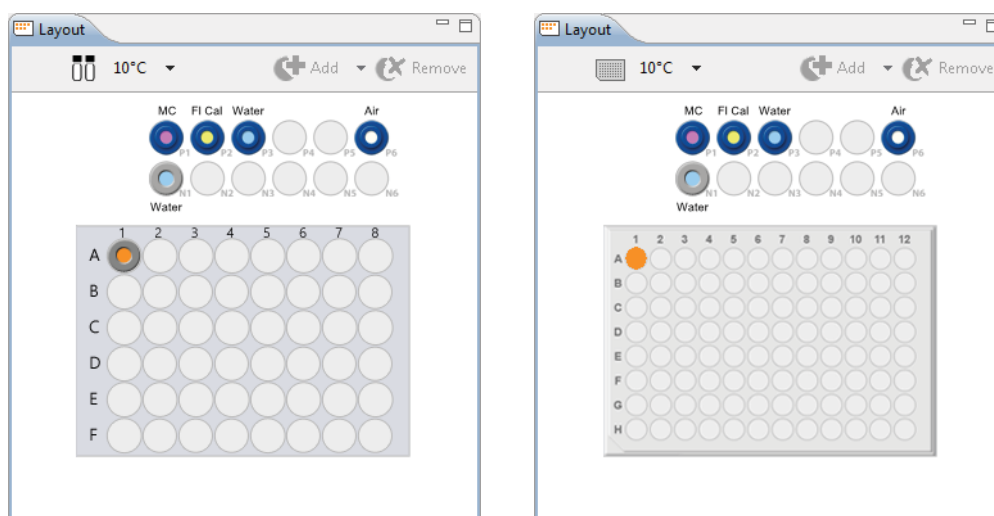 Layout
10°C Add Remove
MC FI Cal Water Air
P1 P2 P3 P4 P5 P6
N1 N2 N3 N4 N5 N6
Water
1 2 3 4 5 6 7 8
A
B
C
D
E
F
Layout
10°C Add Remove
MC FI Cal Water Air
P1 P2 P3 P4 P5 P6
N1 N2 N3 N4 N5 N6
Water
1 2 3 4 5 6 7 8 9 10 11 12
A
B
C
D
E
F
G
H